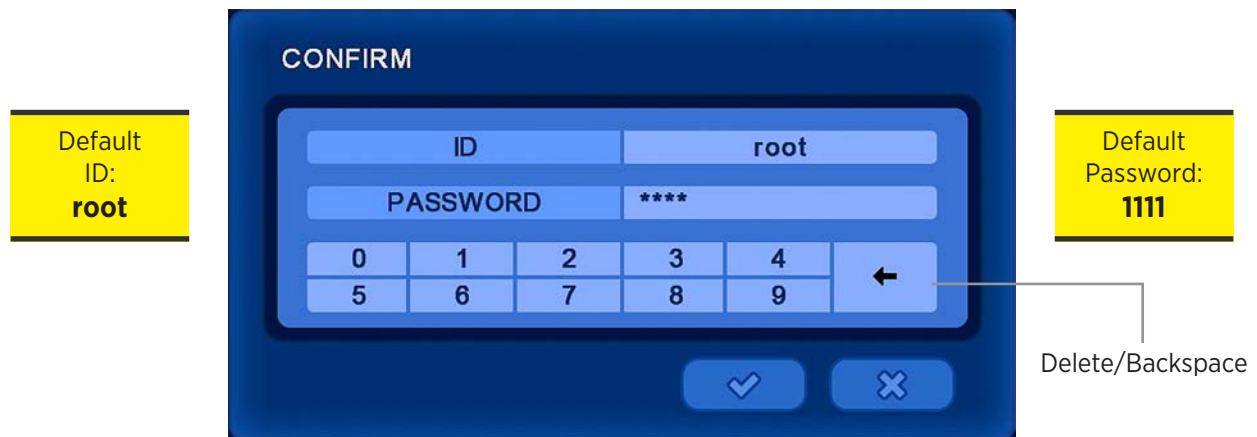 CONFIRM
Default
ID:
root
ID root
PASSWORD ****
0 1 2 3 4
5 6 7 8 9
Default
Password:
1111
Delete/Backspace